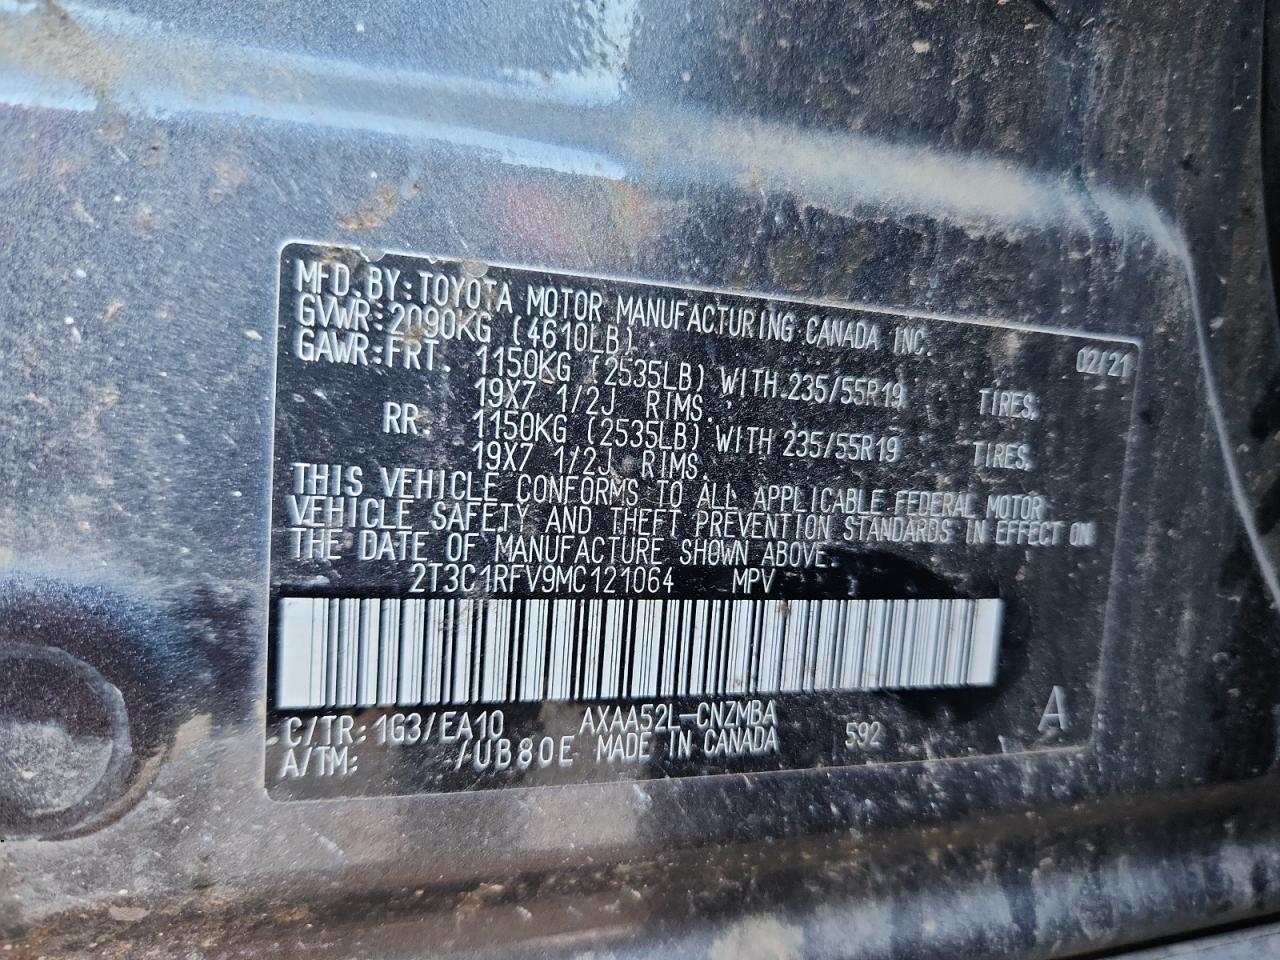 MFD. BY: TOYOTA MOTOR MANUFACTURING CANADA INC.
GVWR: 2090KG (4610LB) 02/21
GAWR: FRT. 1150KG (2535LB) WITH 235/55R19 TIRES,
19X7 1/2J RIMS.
RR. 1150KG (2535LB) WITH 235/55R19 TIRES,
19X7 1/2J RIMS.
THIS VEHICLE CONFORMS TO ALL APPLICABLE FEDERAL MOTOR
VEHICLE SAFETY AND THEFT PREVENTION STANDARDS IN EFFECT ON
THE DATE OF MANUFACTURE SHOWN ABOVE.
2T3C1RFV9MC121064 MPV
C/TR: 1G3/EA10 AXAA52L-CNZMBA A
A/TM: /UB80E MADE IN CANADA 592